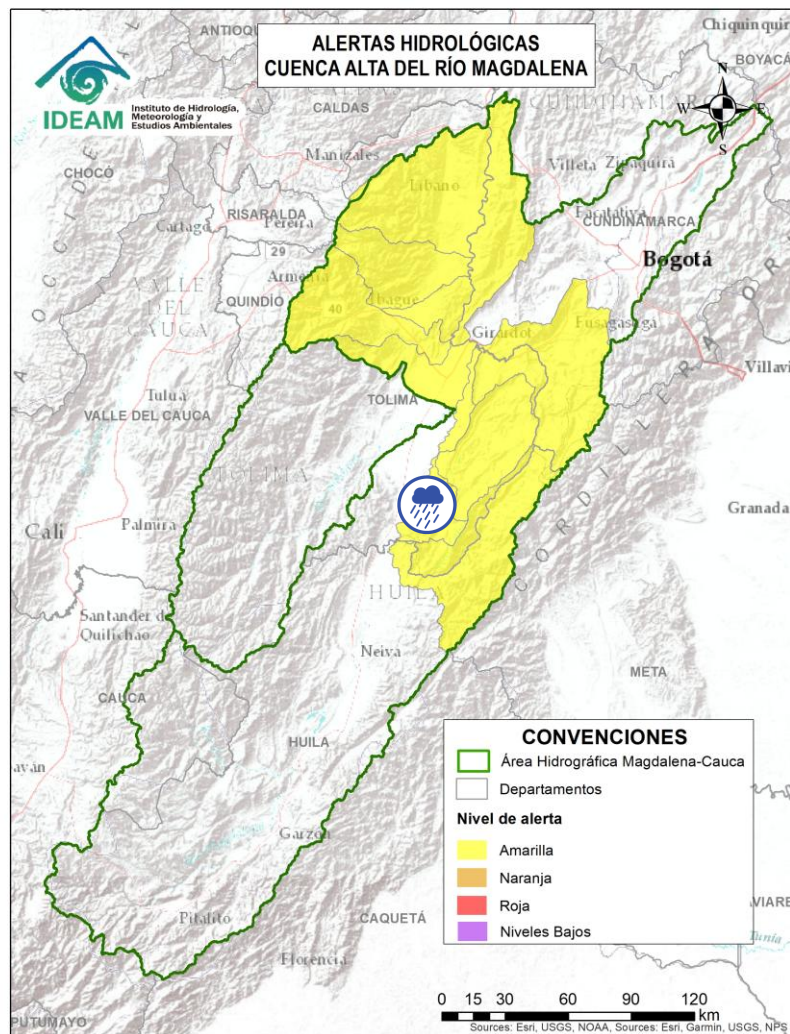 ALERTAS HIDROLÓGICAS
CUENCA ALTA DEL RÍO MAGDALENA
IDEAM
Instituto de Hidrología,
Meteorología y
Estudios Ambientales
Chiquinquir
BOYACÁ
N
W
E
S
CALDAS
Manizales
CHOCÓ
Líbano
Villeta
Zipaquirá
RISARALDA
Pereira
Cartago
Facatativá
CUNDINAMARCA
29
Bogotá
Armenia
VALLE
DEL
CAUCA
QUINDÍO
40
Ibagué
Girardot
Fusagasugá
Villavi
Tulua
TOLIMA
VALLE DEL CAUCA
TOLIMA
CORDILLERA ORI
Granada
Cali
Palmira
HUILA
Santander de
Quilichao
Neiva
META
CAUCA
HUILA
Garzón
Pitalito
CAQUETÁ
Florencia
PUTUMAYO
AVIARE
CONVENCIONES
Área Hidrográfica Magdalena-Cauca
Departamentos
Nivel de alerta
Amarilla
Naranja
Roja
Niveles Bajos
0 15 30 60 90 120
km
Sources: Esri, USGS, NOAA, Sources: Esri, Garmin, USGS, NPS